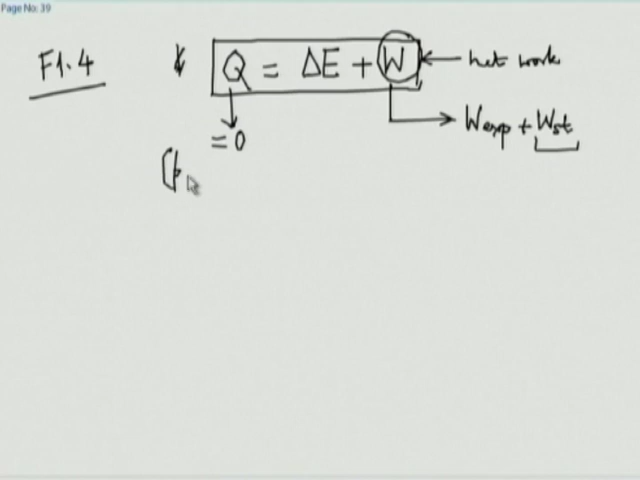 Page No: 39
F1.4
Q = ΔE + W ← net work
= 0
Wexp + Wst